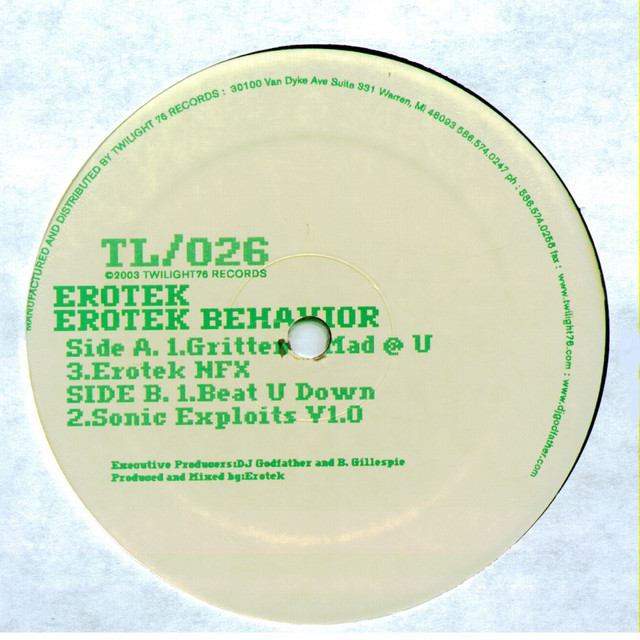 MANUFACTURED AND DISTRIBUTED BY TWILIGHT 76 RECORDS : 30100 Van Dyke Ave Suite 331 Warren, MI 48093 586.574.0247 ph : 586.574.0256 fax : www.twilight76.com : www.djgodfather.com
TL/026
©2003 TWILIGHT76 RECORDS
EROTEK
EROTEK BEHAVIOR
Side A. 1.Gritter Mad @ U
3.Erotek NFX
SIDE B. 1.Beat U Down
2.Sonic Exploits V1.0
Executive Producers:DJ Godfather and B. Gillespie
Produced and Mixed by:Erotek